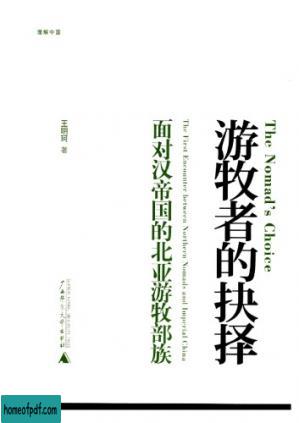 理解中国
游牧者的抉择
The Nomad's Choice
面对汉帝国的北亚游牧部族
The First Encounter between Northern Nomads and Imperial China
王明珂 著
广西师范大学出版社
homeofpdf.com